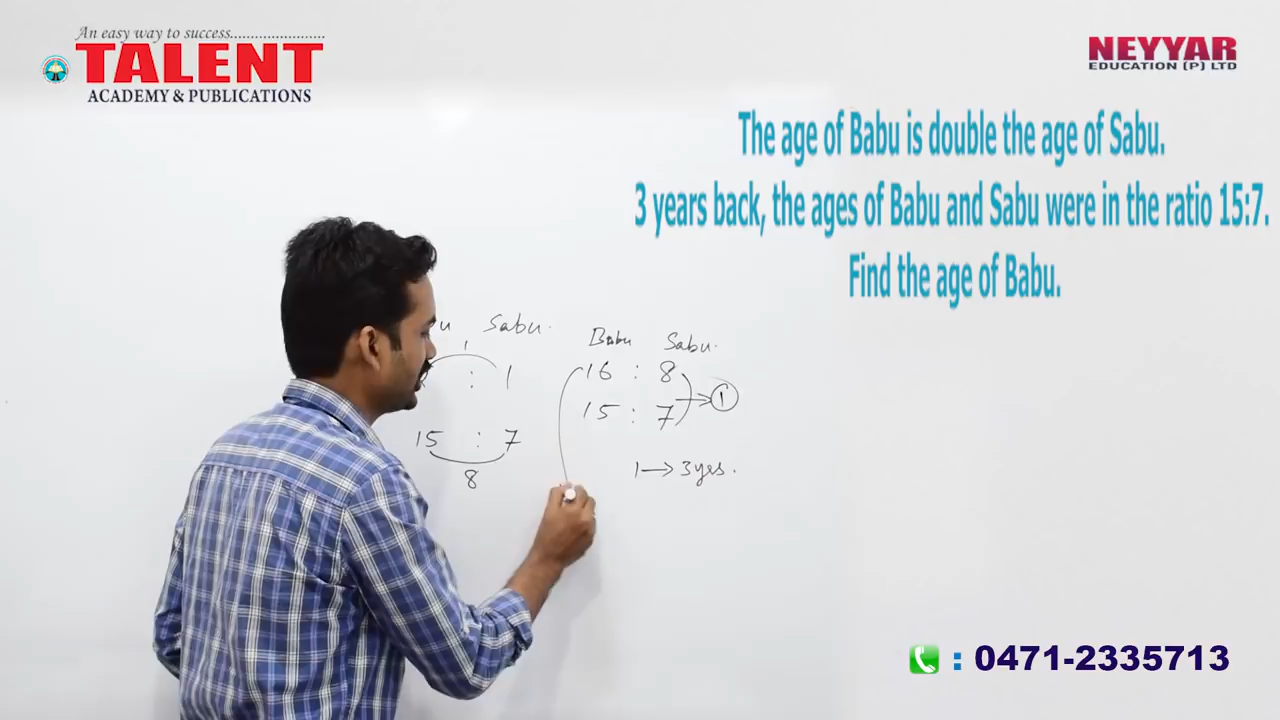 An easy way to success........................
TALENT
ACADEMY & PUBLICATIONS
NEYYAR
EDUCATION (P) LTD
The age of Babu is double the age of Sabu.
3 years back, the ages of Babu and Sabu were in the ratio 15:7.
Find the age of Babu.
Sabu.
1
: 1
15 : 7
8
Babu Sabu.
16 : 8
15 : 7
1
1 → 3 yrs.
: 0471-2335713